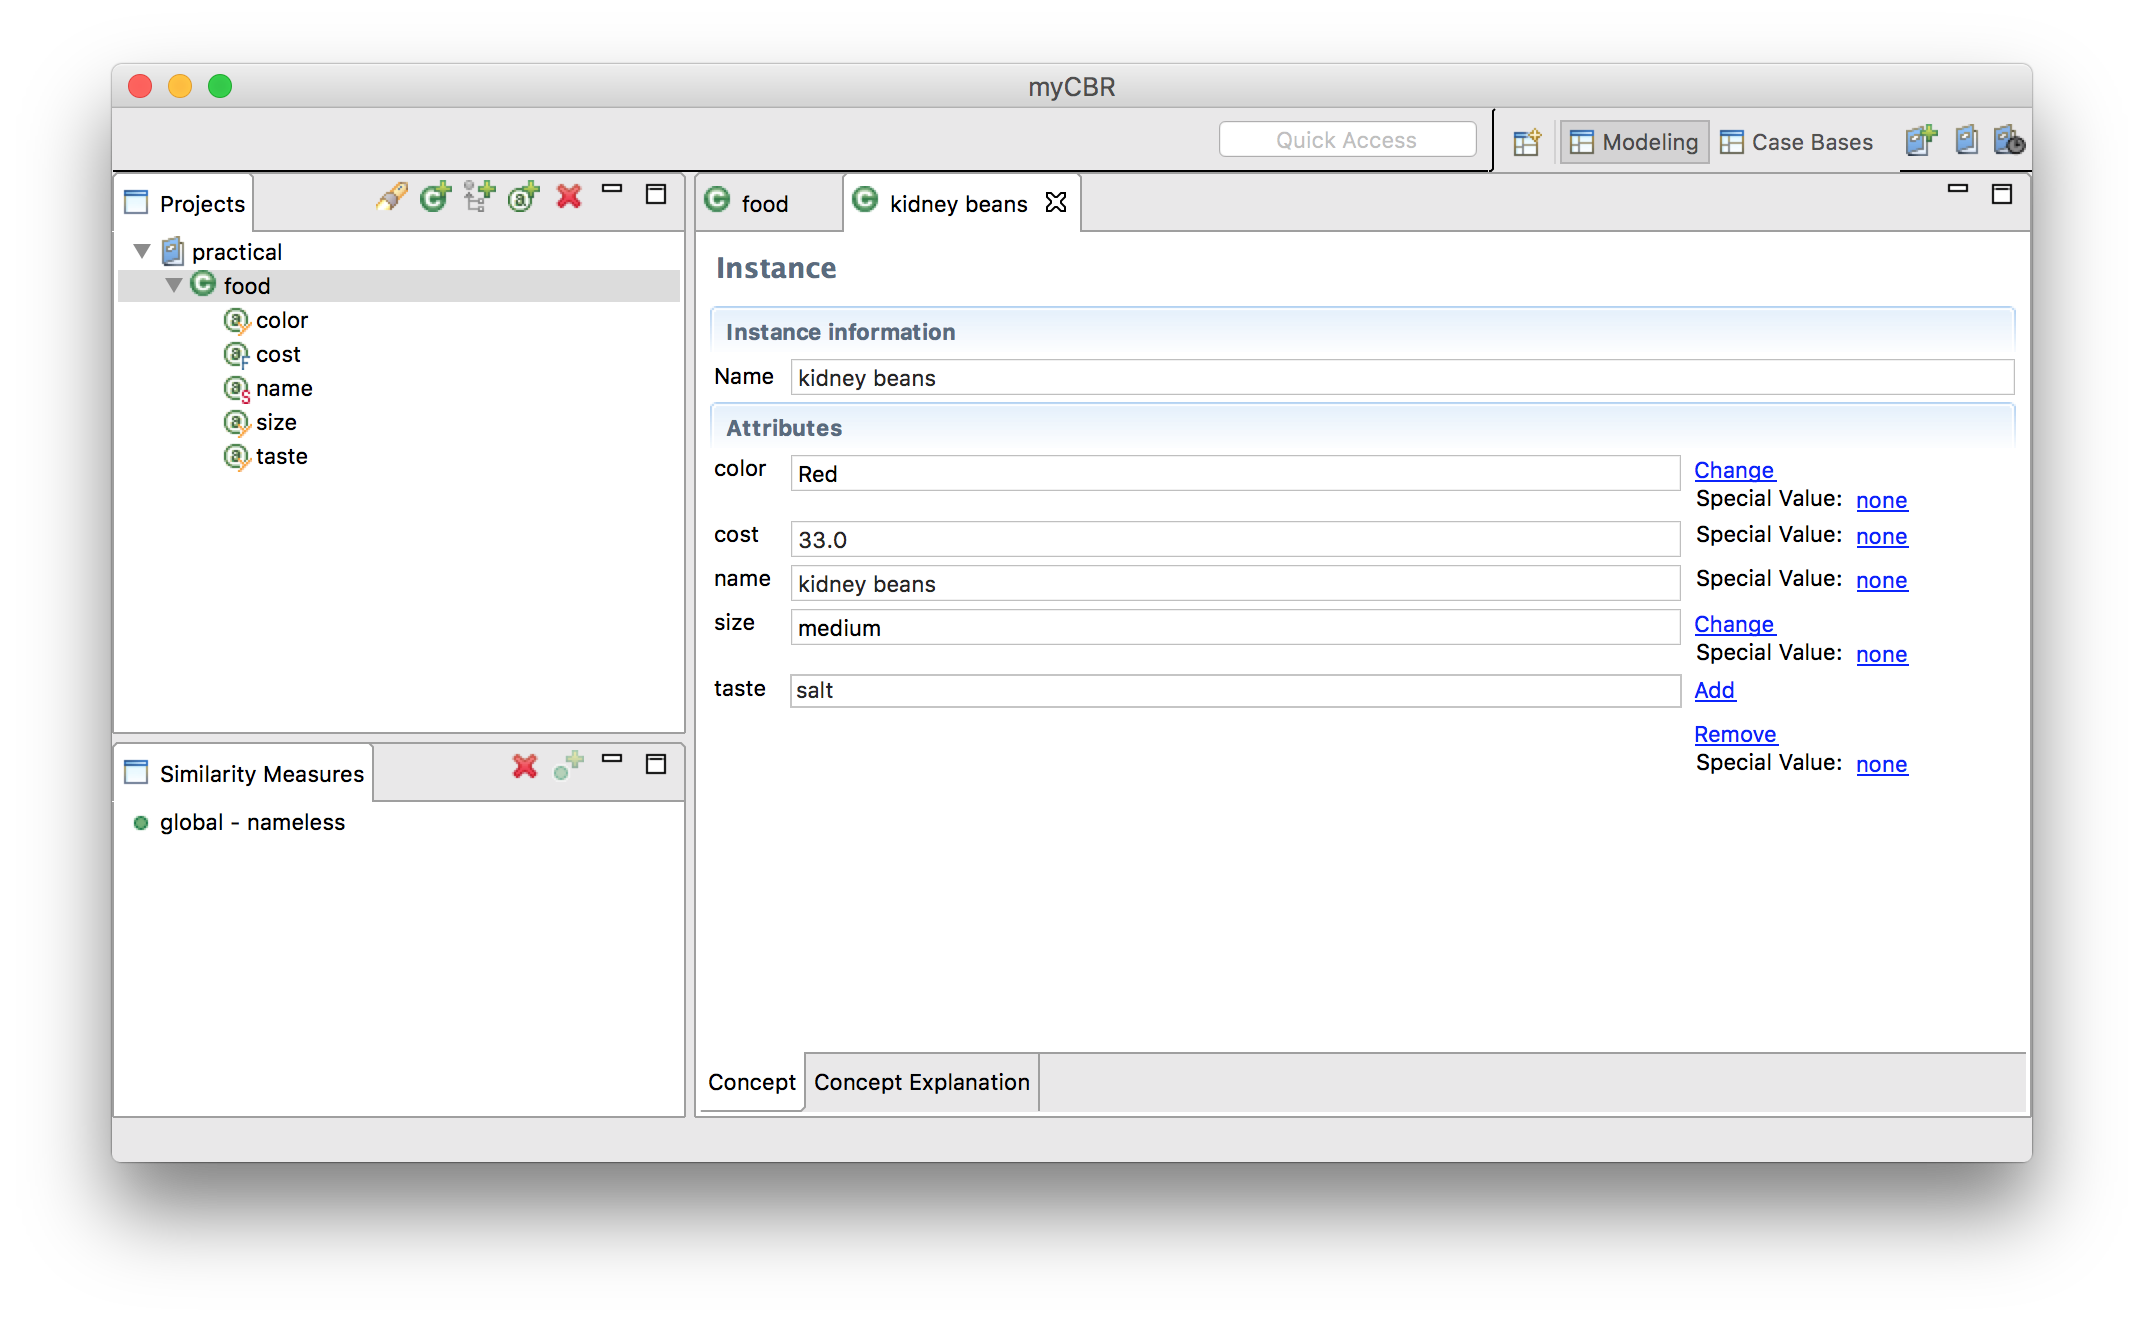 myCBR
Quick Access
Modeling
Case Bases
Projects
practical
food
color
cost
name
size
taste
Similarity Measures
global - nameless
food
kidney beans
Instance
Instance information
Name kidney beans
Attributes
color Red Change
Special Value: none
cost 33.0 Special Value: none
name kidney beans Special Value: none
size medium Change
Special Value: none
taste salt Add
Remove
Special Value: none
Concept
Concept Explanation